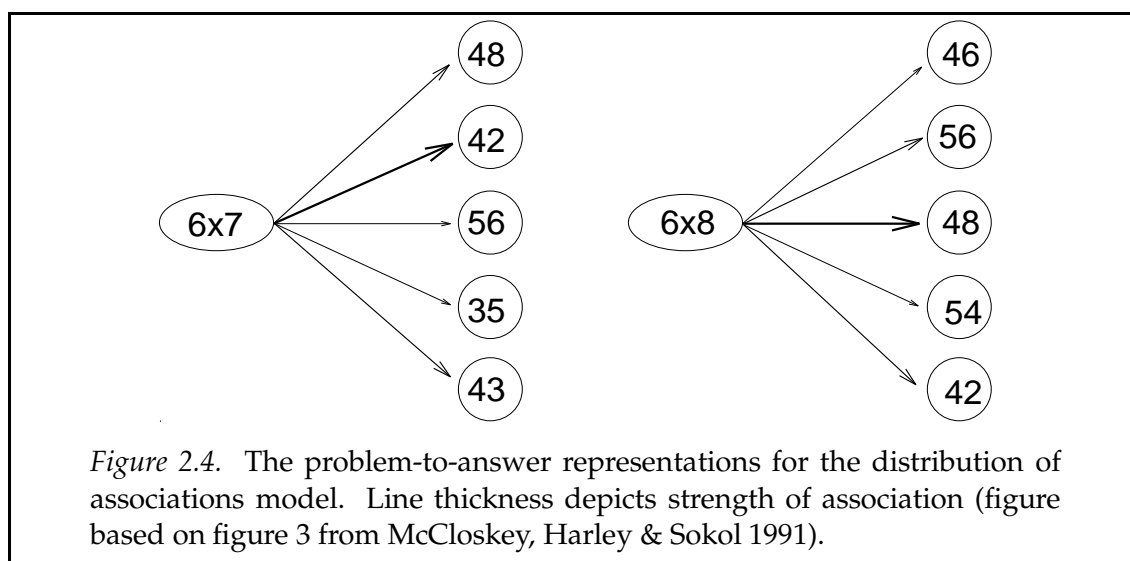 48
42
6x7
56
35
43
46
56
6x8
48
54
42
Figure 2.4. The problem-to-answer representations for the distribution of
associations model. Line thickness depicts strength of association (figure
based on figure 3 from McCloskey, Harley & Sokol 1991).